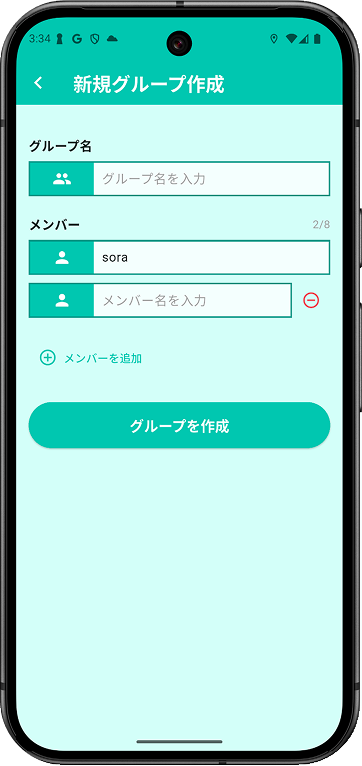 3:34
新規グループ作成
グループ名
グループ名を入力
メンバー 2/8
sora
メンバー名を入力
メンバーを追加
グループを作成